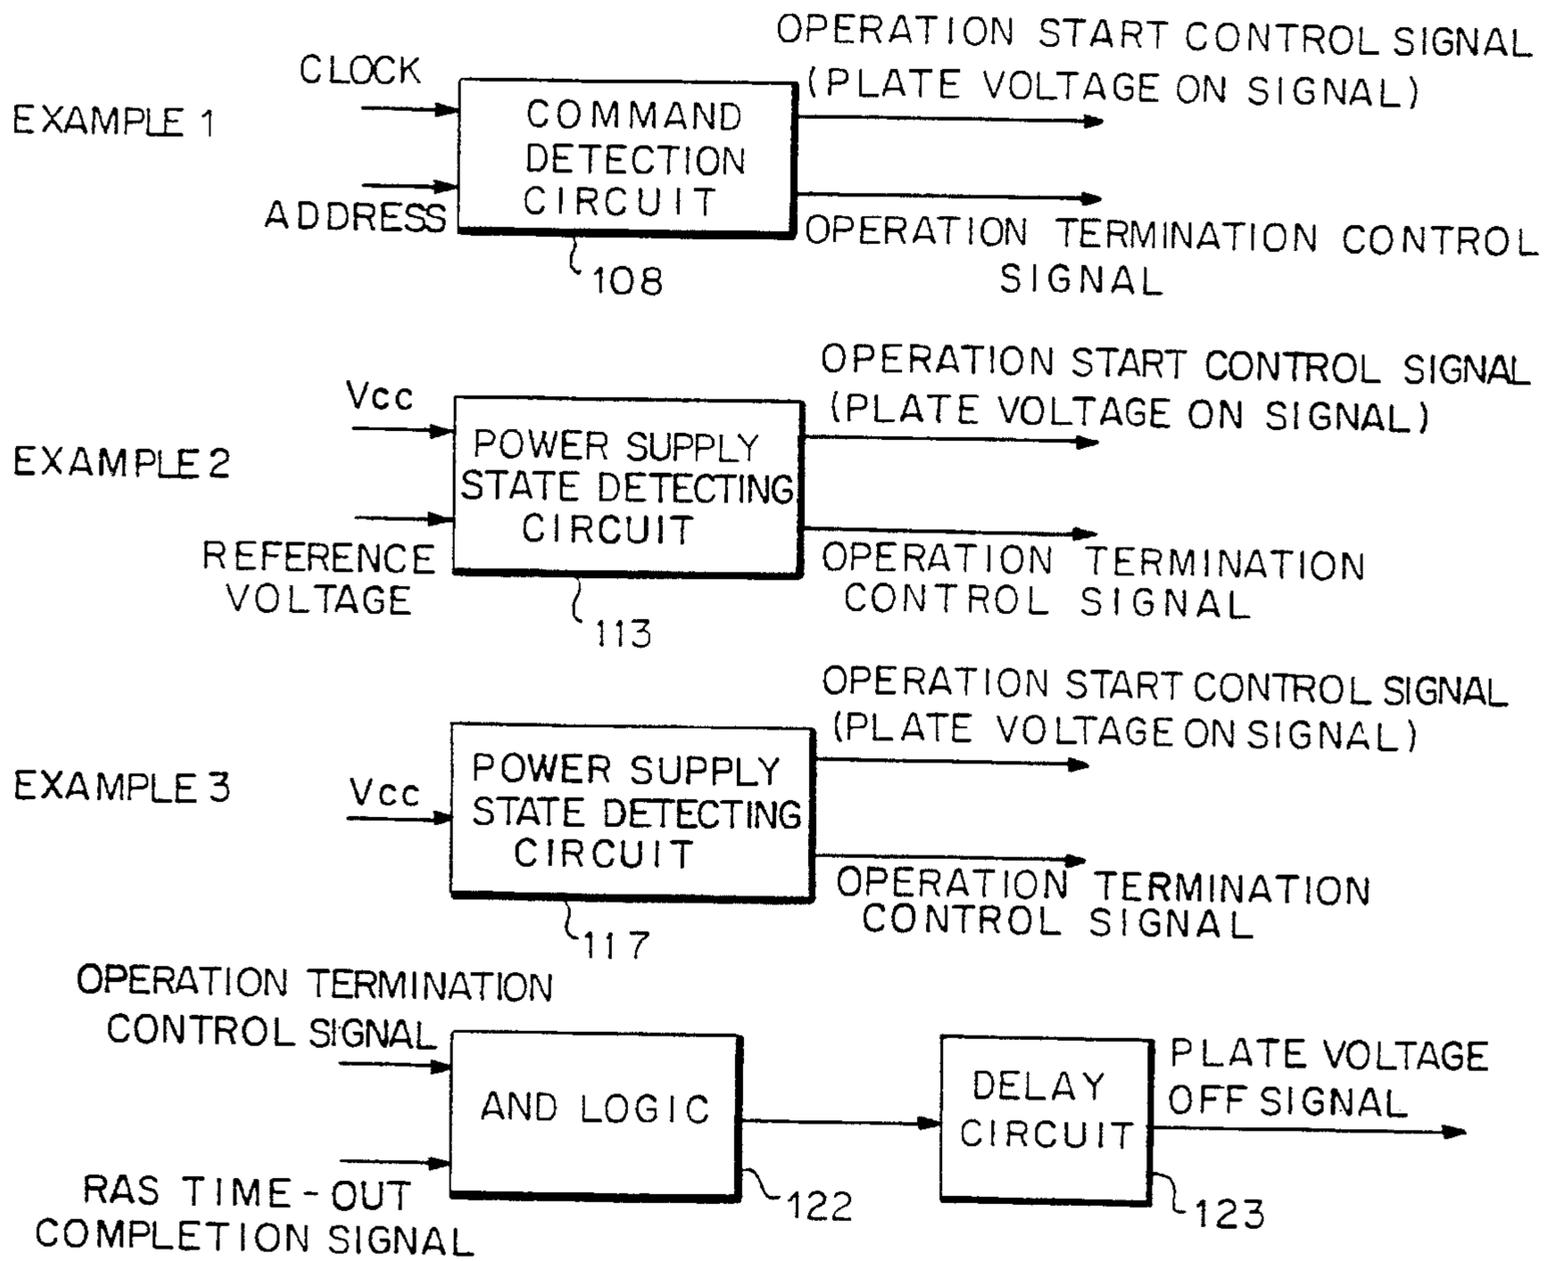 OPERATION START CONTROL SIGNAL
(PLATE VOLTAGE ON SIGNAL)
CLOCK
EXAMPLE 1
COMMAND
DETECTION
CIRCUIT
ADDRESS
OPERATION TERMINATION CONTROL
SIGNAL
108
OPERATION START CONTROL SIGNAL
(PLATE VOLTAGE ON SIGNAL)
Vcc
EXAMPLE 2
POWER SUPPLY
STATE DETECTING
CIRCUIT
REFERENCE
VOLTAGE
OPERATION TERMINATION
CONTROL SIGNAL
113
OPERATION START CONTROL SIGNAL
(PLATE VOLTAGE ON SIGNAL)
EXAMPLE 3
Vcc
POWER SUPPLY
STATE DETECTING
CIRCUIT
OPERATION TERMINATION
CONTROL SIGNAL
117
OPERATION TERMINATION
CONTROL SIGNAL
AND LOGIC
DELAY
CIRCUIT
PLATE VOLTAGE
OFF SIGNAL
RAS TIME-OUT
COMPLETION SIGNAL
122
123